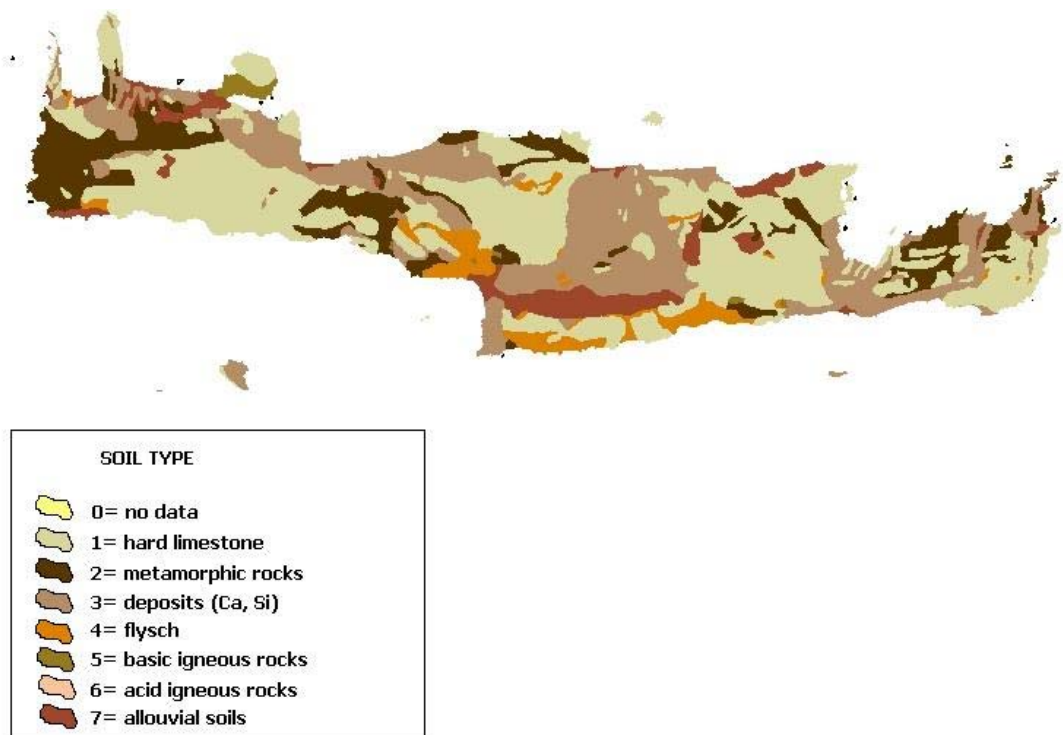 SOIL TYPE
0= no data
1= hard limestone
2= metamorphic rocks
3= deposits (Ca, Si)
4= flysch
5= basic igneous rocks
6= acid igneous rocks
7= allouvial soils